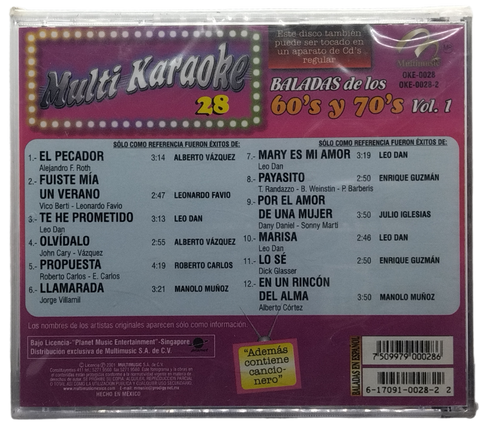 Este disco también
puede ser tocado en
un aparato de Cd's
regular
Multimusic
OKE-0028
OKE-0028-2
Multi Karaoke
28
BALADAS de los
60's y 70's Vol. 1
SÓLO COMO REFERENCIA FUERON ÉXITOS DE:
1.- EL PECADOR 3:14 ALBERTO VÁZQUEZ
Alejandro F. Roth
2.- FUISTE MÍA
UN VERANO 2:47 LEONARDO FAVIO
Vico Berti - Leonardo Favio
3.- TE HE PROMETIDO 3:13 LEO DAN
Leo Dan
4.- OLVÍDALO 2:55 ALBERTO VÁZQUEZ
John Cary - Vázquez
5.- PROPUESTA 4:19 ROBERTO CARLOS
Roberto Carlos - E. Carlos
6.- LLAMARADA 3:21 MANOLO MUÑOZ
Jorge Villamil
SÓLO COMO REFERENCIA FUERON ÉXITOS DE:
7.- MARY ES MI AMOR 3:19 LEO DAN
Leo Dan
8.- PAYASITO 2:50 ENRIQUE GUZMÁN
T. Randazzo - B. Weinstin - P. Barberis
9.- POR EL AMOR
DE UNA MUJER 3:50 JULIO IGLESIAS
Dany Daniel - Sonny Marti
10.- MARISA 2:46 LEO DAN
Leo Dan
11.- LO SÉ 2:50 ENRIQUE GUZMÁN
Dick Glasser
12.- EN UN RINCÓN
DEL ALMA 3:50 MANOLO MUÑOZ
Alberto Córtez
Los nombres de los artistas originales aparecen sólo como información.
Bajo Licencia-"Planet Music Entertainment"-Singapore
Distribución exclusiva de Multimusic S.A. de C.V.
HECHO EN MÉXICO
"Además
contiene
cancio-
nero"
BALADAS EN ESPAÑOL
7 509979 000286
6-17091-0028-2 2